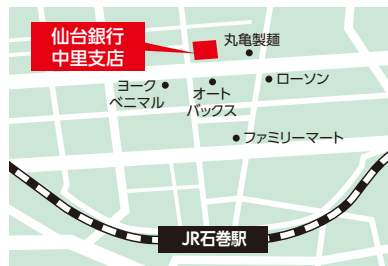 仙台銀行
中里支店
丸亀製麺
ヨーク
ベニマル
オート
バックス
ローソン
ファミリーマート
JR石巻駅